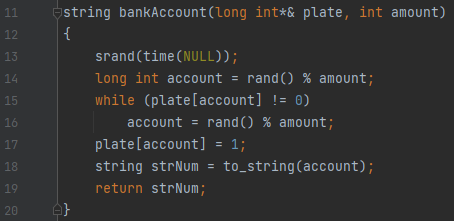 11 string bankAccount(long int*& plate, int amount)
12 {
13     srand(time(NULL));
14     long int account = rand() % amount;
15     while (plate[account] != 0)
16         account = rand() % amount;
17     plate[account] = 1;
18     string strNum = to_string(account);
19     return strNum;
20 }